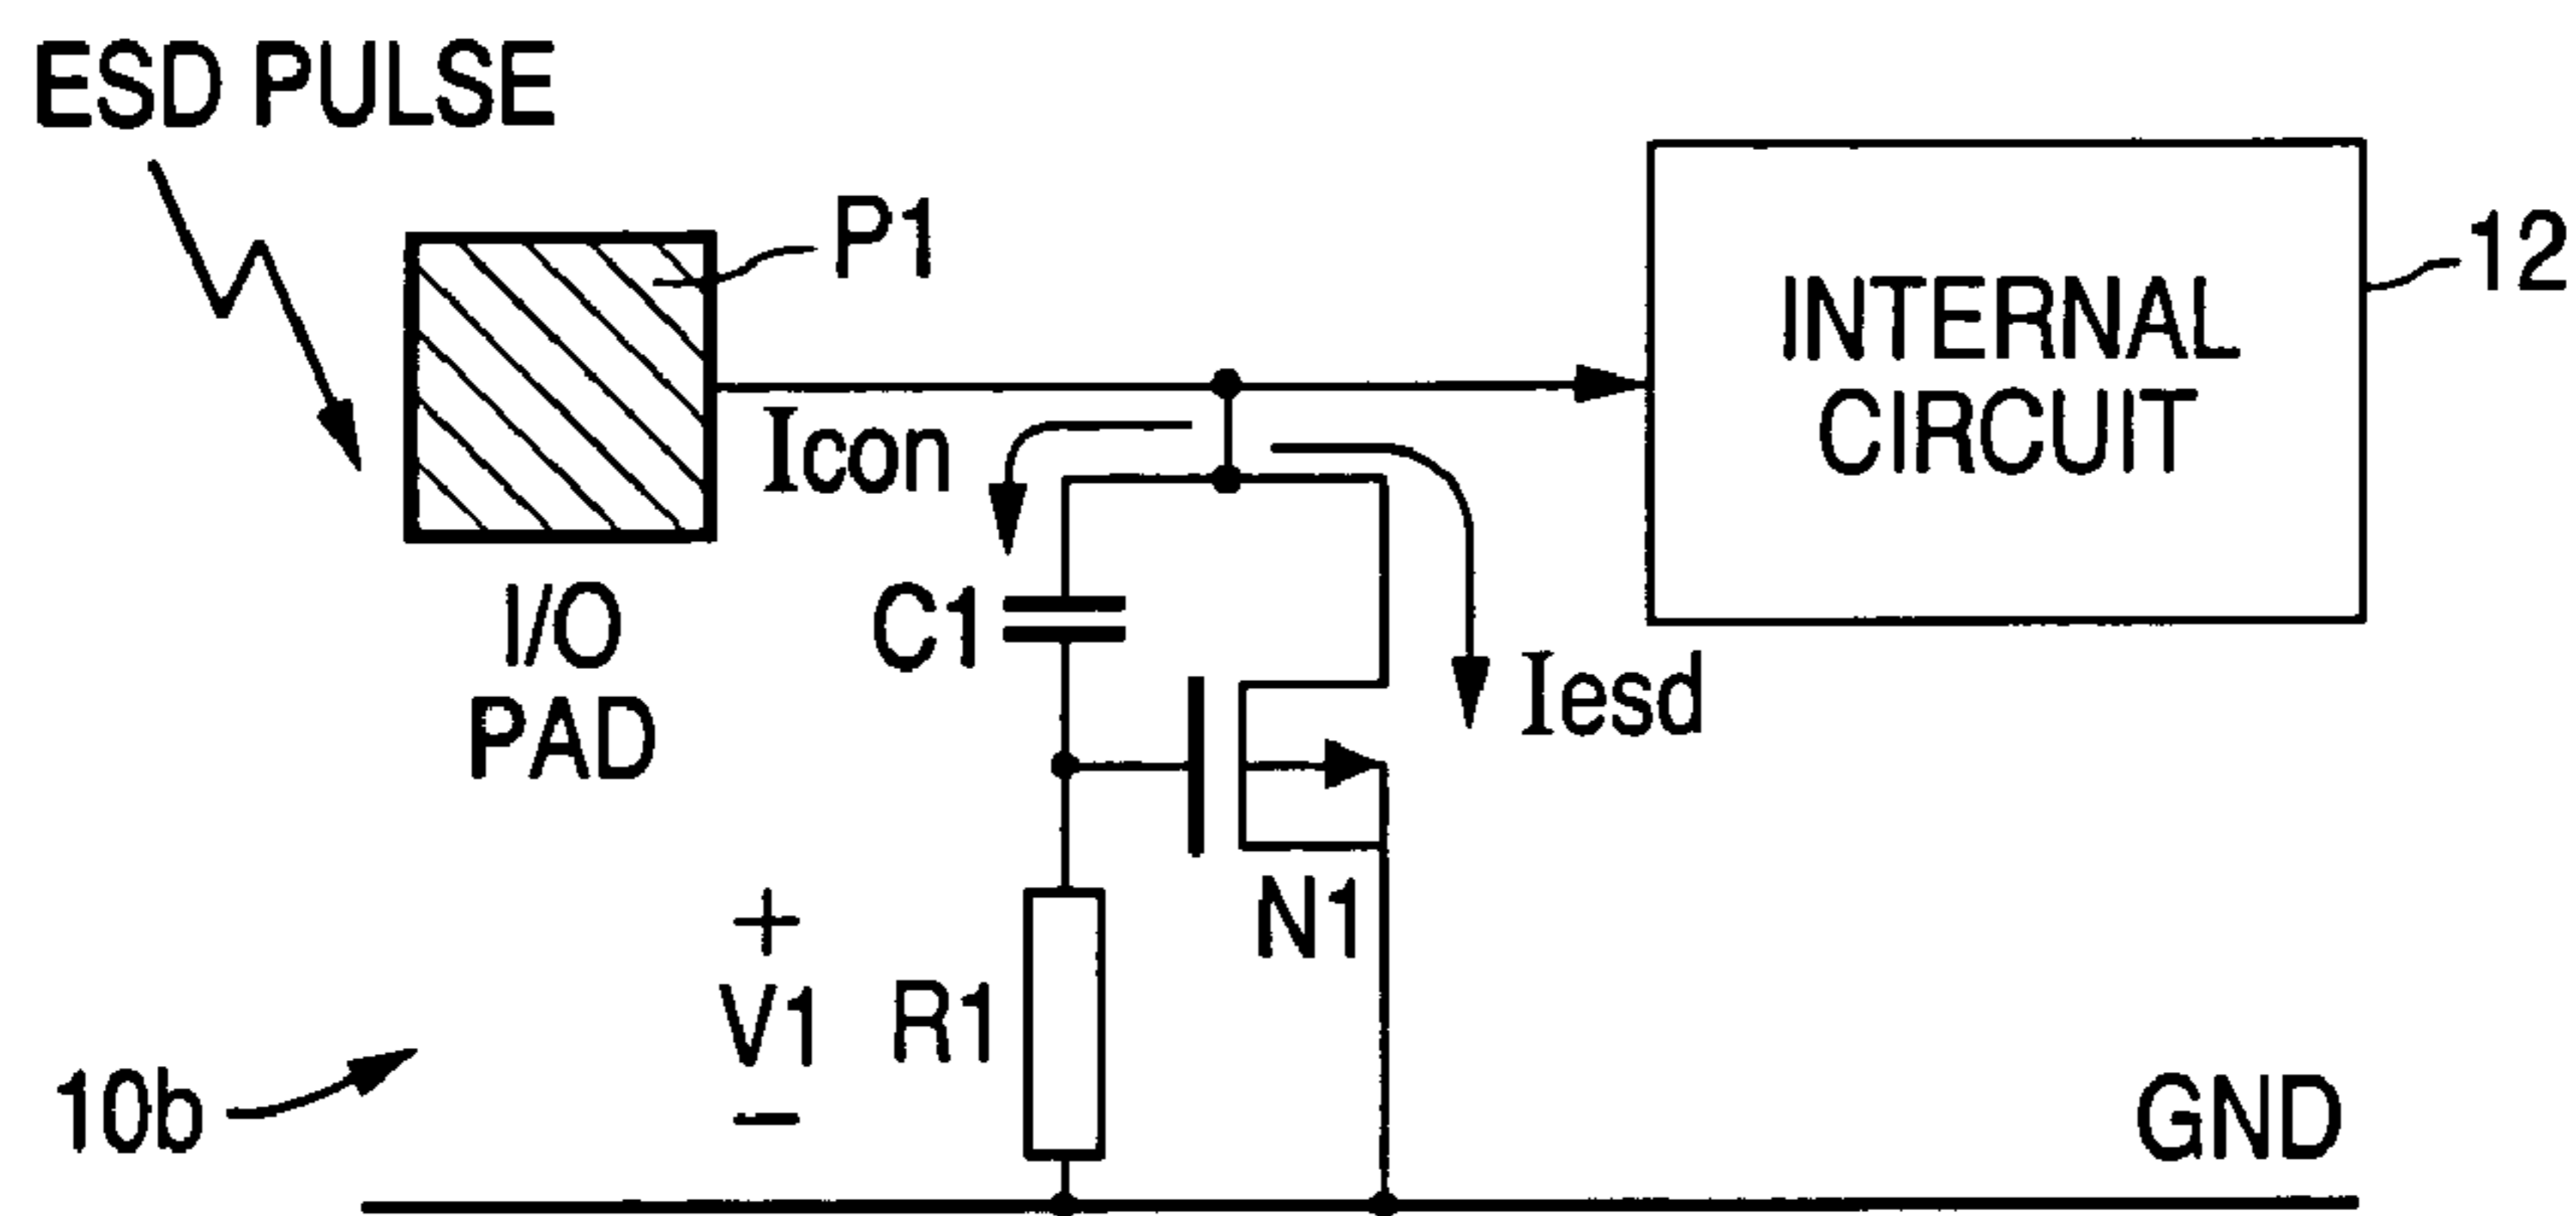 ESD PULSE
P1
12
INTERNAL
CIRCUIT
Icon
I/O
PAD
C1
Iesd
N1
+
V1
−
R1
10b
GND